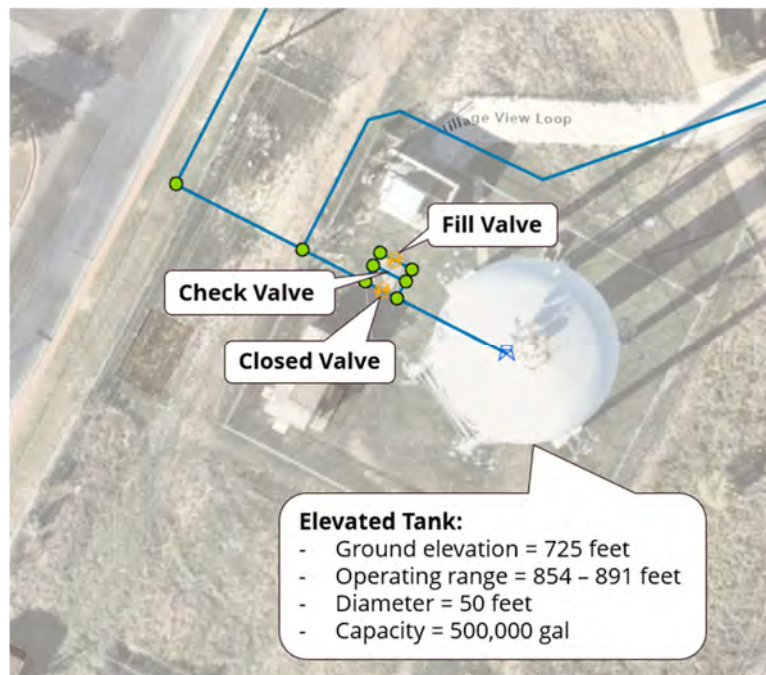 Village View Loop
Fill Valve
Check Valve
Closed Valve
Elevated Tank:
- Ground elevation = 725 feet
- Operating range = 854 – 891 feet
- Diameter = 50 feet
- Capacity = 500,000 gal